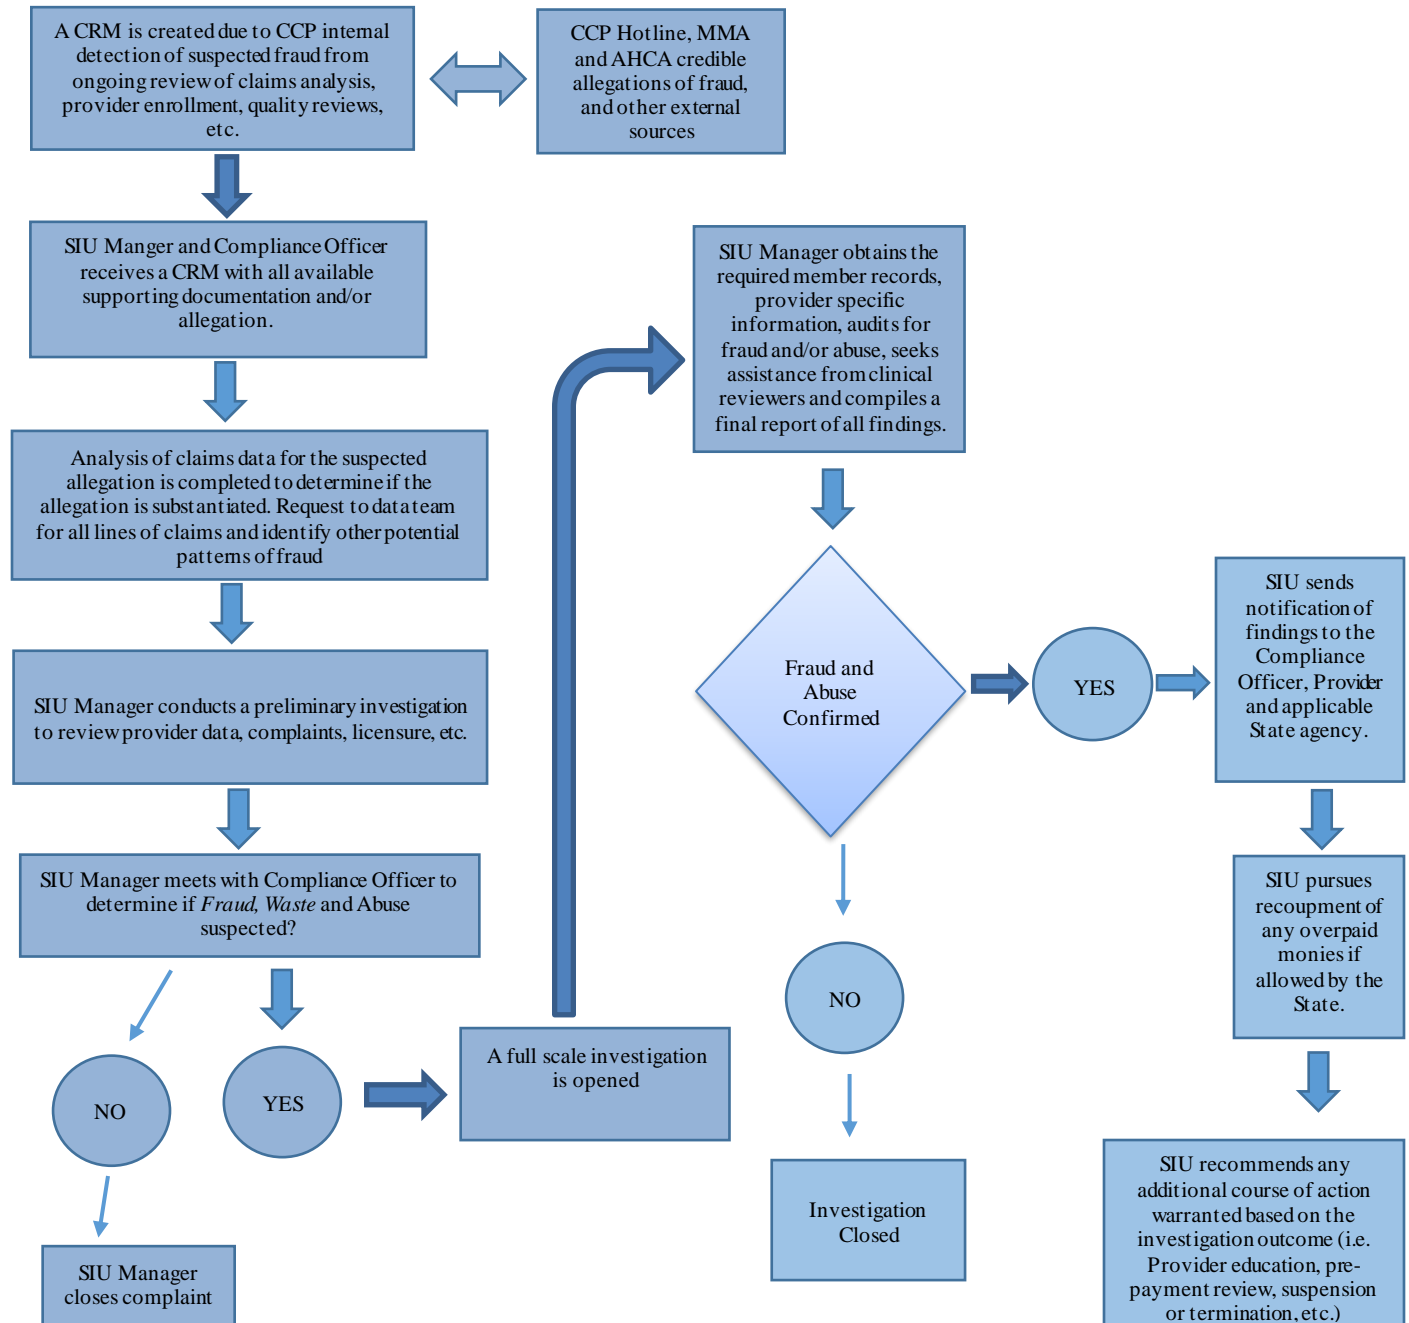 A CRM is created due to CCP internal
detection of suspected fraud from
ongoing review of claims analysis,
provider enrollment, quality reviews,
etc.
CCP Hotline, MMA
and AHCA credible
allegations of fraud,
and other external
sources
SIU Manger and Compliance Officer
receives a CRM with all available
supporting documentation and/or
allegation.
Analysis of claims data for the suspected
allegation is completed to determine if the
allegation is substantiated. Request to data team
for all lines of claims and identify other potential
patterns of fraud
SIU Manager conducts a preliminary investigation
to review provider data, complaints, licensure, etc.
SIU Manager meets with Compliance Officer to
determine if Fraud, Waste and Abuse
suspected?
NO
YES
SIU Manager
closes complaint
A full scale investigation
is opened
SIU Manager obtains the
required member records,
provider specific
information, audits for
fraud and/or abuse, seeks
assistance from clinical
reviewers and compiles a
final report of all findings.
Fraud and
Abuse
Confirmed
YES
NO
Investigation
Closed
SIU sends
notification of
findings to the
Compliance
Officer, Provider
and applicable
State agency.
SIU pursues
recoupment of
any overpaid
monies if
allowed by the
State.
SIU recommends any
additional course of action
warranted based on the
investigation outcome (i.e.
Provider education, pre-
payment review, suspension
or termination, etc.)